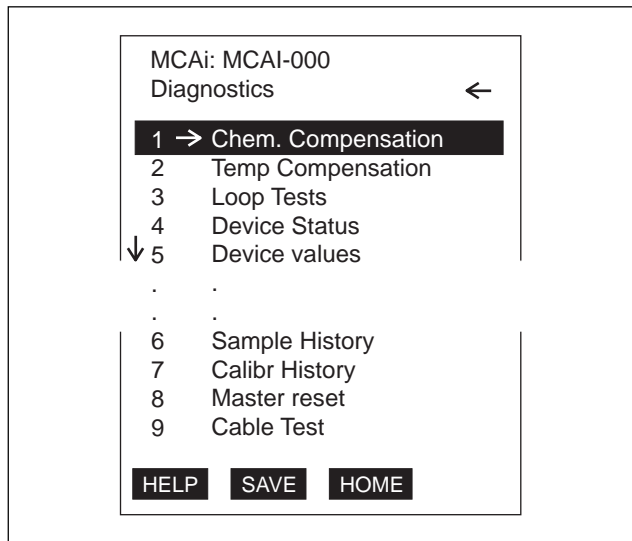 MCAi: MCAI-000
Diagnostics ←
1 → Chem. Compensation
2 Temp Compensation
3 Loop Tests
4 Device Status
↓ 5 Device values
. .
. .
6 Sample History
7 Calibr History
8 Master reset
9 Cable Test
HELP SAVE HOME